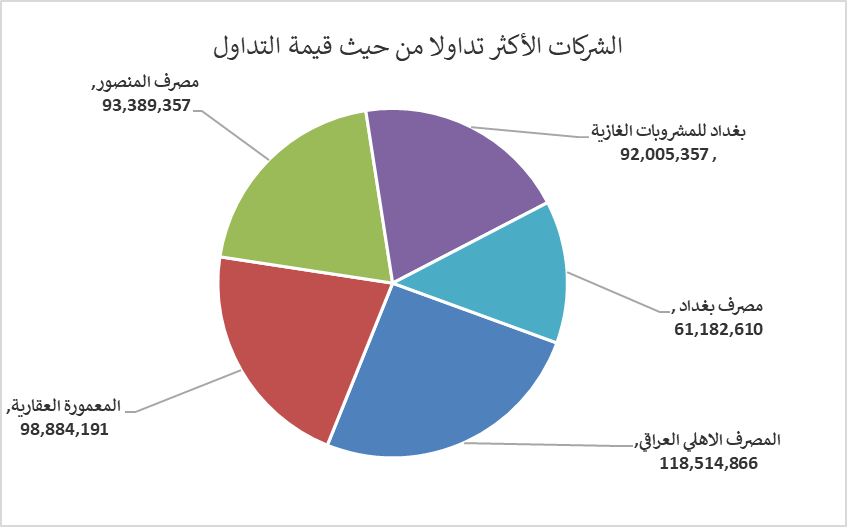 الشركات الأكثر تداولا من حيث قيمة التداول
مصرف المنصور,
93,389,357
بغداد للمشروبات الغازية
, 92,005,357
مصرف بغداد ,
61,182,610
المعمورة العقارية,
98,884,191
المصرف الاهلي العراقي,
118,514,866